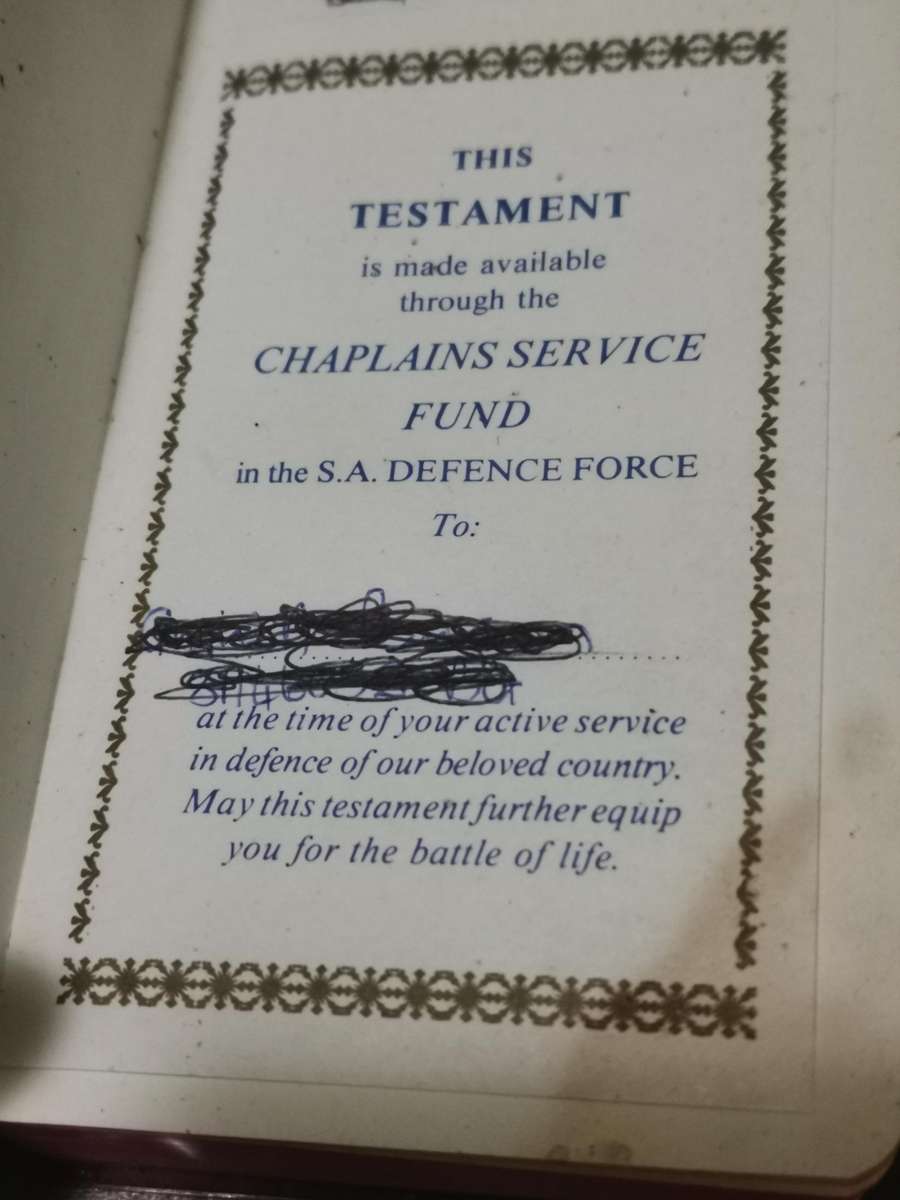 THIS
TESTAMENT
is made available
through the
CHAPLAINS SERVICE
FUND
in the S.A. DEFENCE FORCE
To:
at the time of your active service
in defence of our beloved country.
May this testament further equip
you for the battle of life.